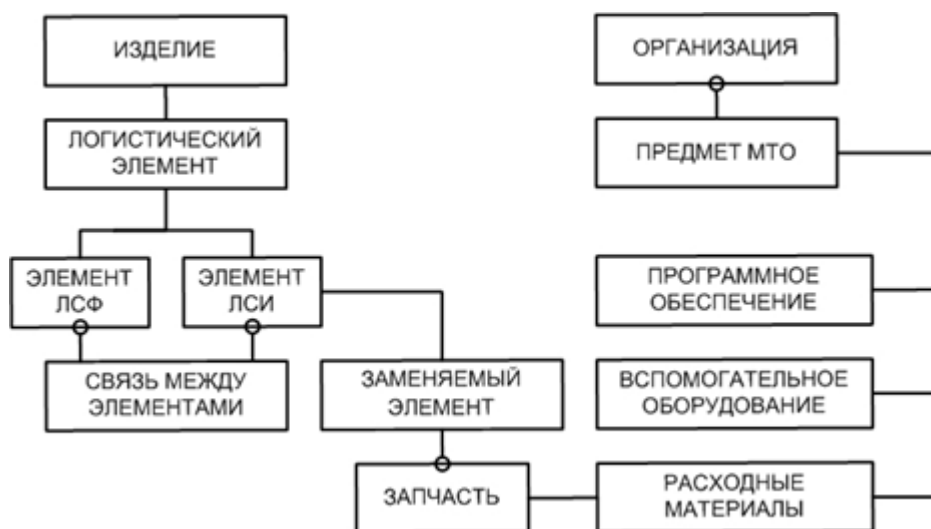 ИЗДЕЛИЕ
ОРГАНИЗАЦИЯ
ЛОГИСТИЧЕСКИЙ
ЭЛЕМЕНТ
ПРЕДМЕТ МТО
ЭЛЕМЕНТ
ЛСФ
ЭЛЕМЕНТ
ЛСИ
ПРОГРАММНОЕ
ОБЕСПЕЧЕНИЕ
СВЯЗЬ МЕЖДУ
ЭЛЕМЕНТАМИ
ЗАМЕНЯЕМЫЙ
ЭЛЕМЕНТ
ВСПОМОГАТЕЛЬНОЕ
ОБОРУДОВАНИЕ
ЗАПЧАСТЬ
РАСХОДНЫЕ
МАТЕРИАЛЫ